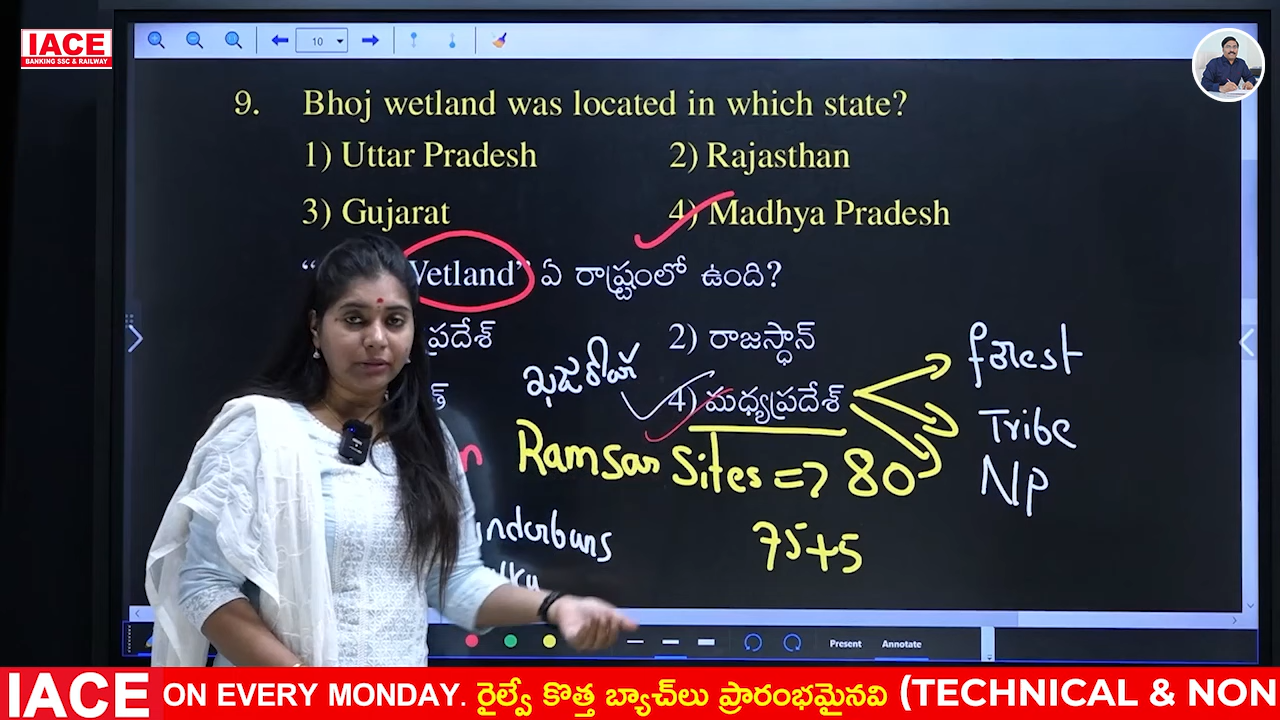 IACE
BANKING SSC & RAILWAY
10
9. Bhoj wetland was located in which state?
1) Uttar Pradesh 2) Rajasthan
3) Gujarat 4) Madhya Pradesh
“ Wetland” ఏ రాష్ట్రంలో ఉంది?
ప్రదేశ్ 2) రాజస్థాన్
4) మధ్యప్రదేశ్
forest
Tribe
NP
Ramsar Sites => 80
75+5
Present Annotate
IACE ON EVERY MONDAY. రైల్వే కొత్త బ్యాచ్‌లు ప్రారంభమైనవి (TECHNICAL & NON